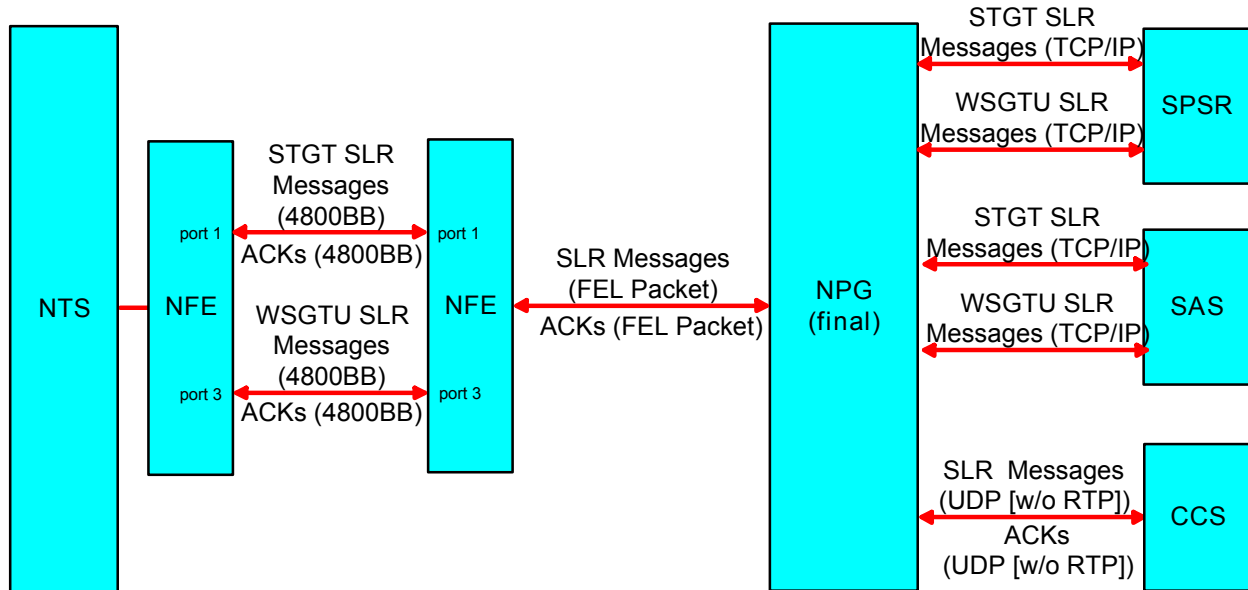 NTS
NFE
port 1
port 3
STGT SLR
Messages
(4800BB)
ACKs (4800BB)
WSGTU SLR
Messages
(4800BB)
ACKs (4800BB)
port 1
NFE
port 3
SLR Messages
(FEL Packet)
ACKs (FEL Packet)
NPG
(final)
STGT SLR
Messages (TCP/IP)
WSGTU SLR
Messages (TCP/IP)
SPSR
STGT SLR
Messages (TCP/IP)
WSGTU SLR
Messages (TCP/IP)
SAS
SLR Messages
(UDP [w/o RTP])
ACKs
(UDP [w/o RTP])
CCS